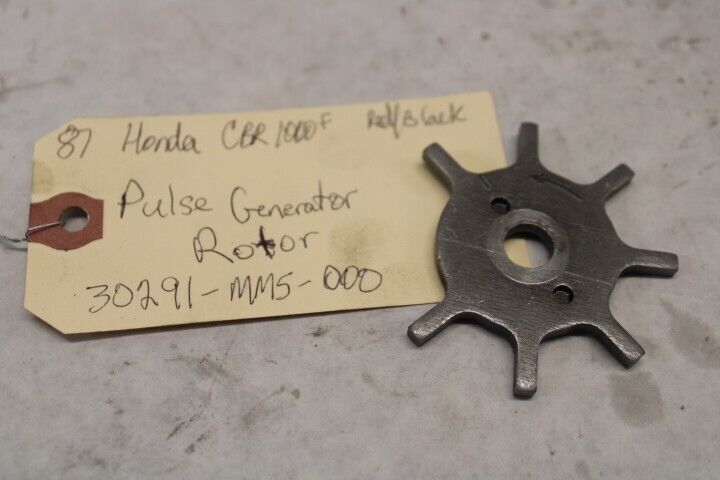 87 Honda CBR 1000F Red/Black
Pulse Generator
Rotor
30291-MM5-000